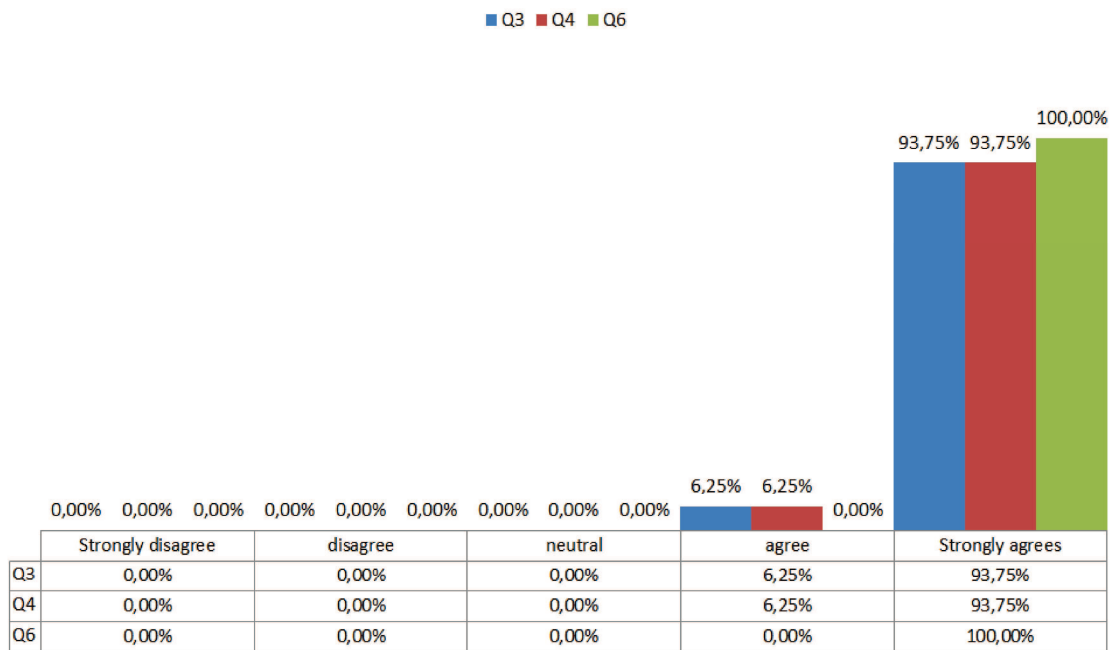 Q3 Q4 Q6
100,00%
93,75% 93,75%
6,25% 6,25%
0,00% 0,00% 0,00% 0,00% 0,00% 0,00% 0,00% 0,00% 0,00% 0,00%
Strongly disagree disagree neutral agree Strongly agrees
Q3 0,00% 0,00% 0,00% 6,25% 93,75%
Q4 0,00% 0,00% 0,00% 6,25% 93,75%
Q6 0,00% 0,00% 0,00% 0,00% 100,00%